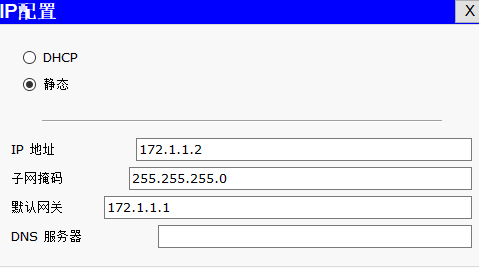 IP配置
X
DHCP
静态
IP 地址 172.1.1.2
子网掩码 255.255.255.0
默认网关 172.1.1.1
DNS 服务器